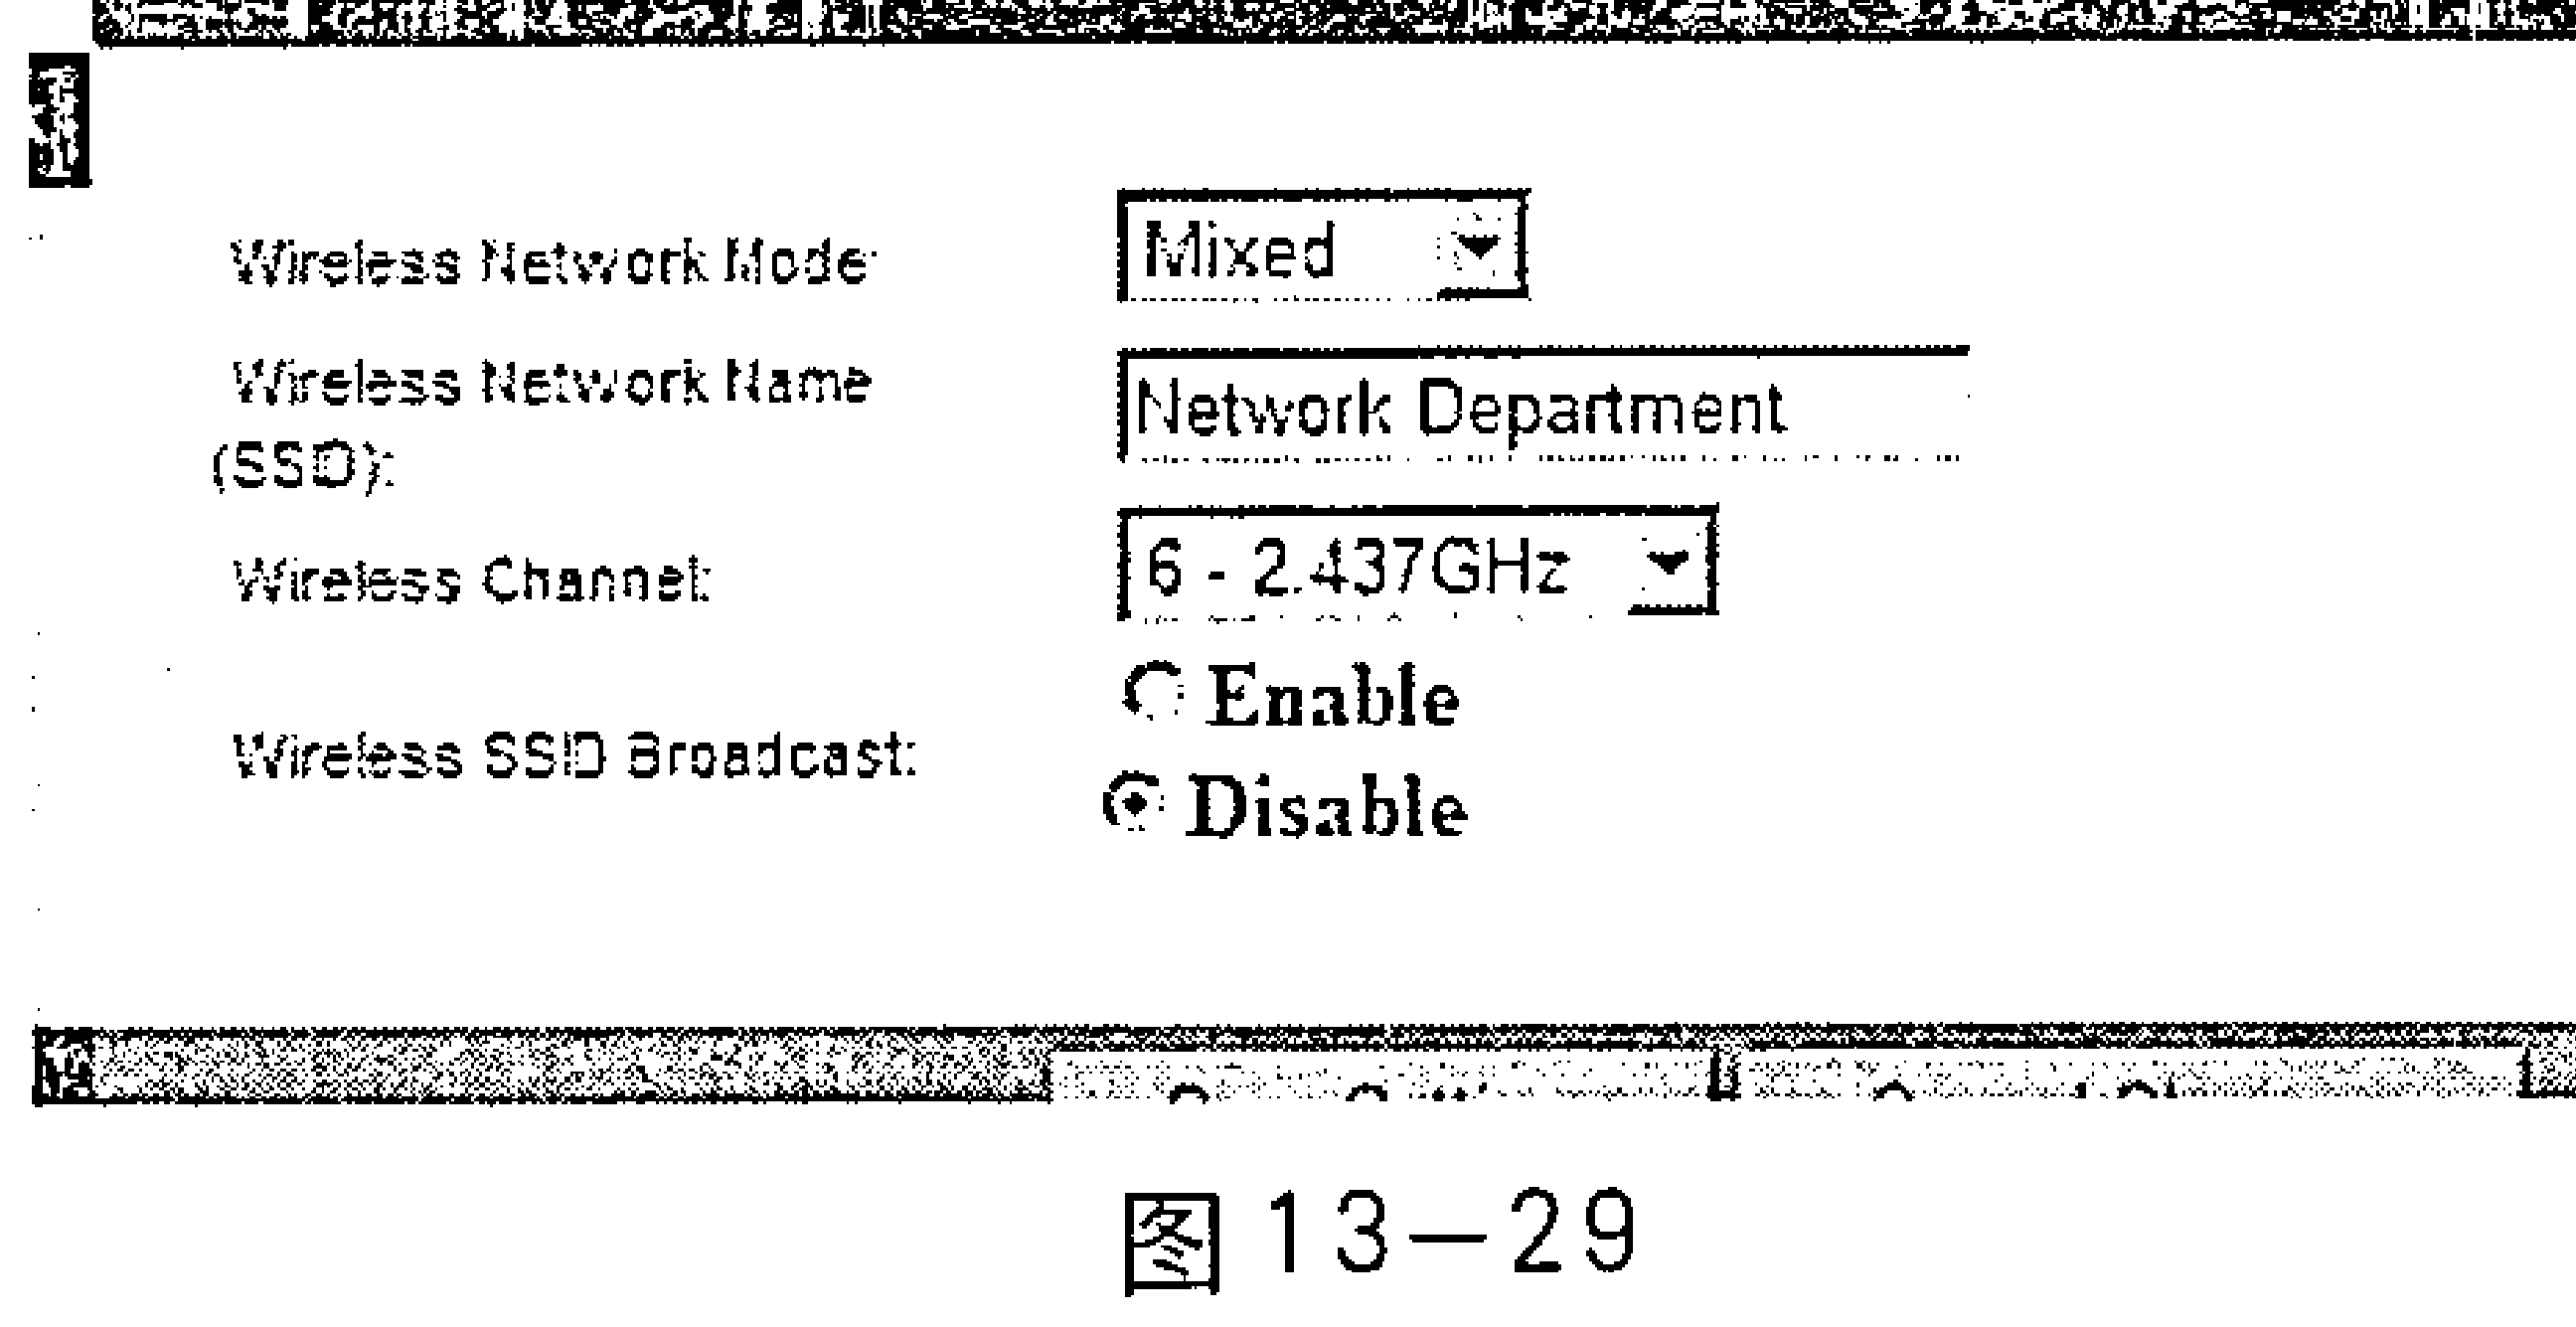 Wireless Network Mode:
Mixed
Wireless Network Name
(SSID):
Network Department
Wireless Channel:
6 - 2.437GHz
Wireless SSID Broadcast:
Enable
Disable
图 13-29